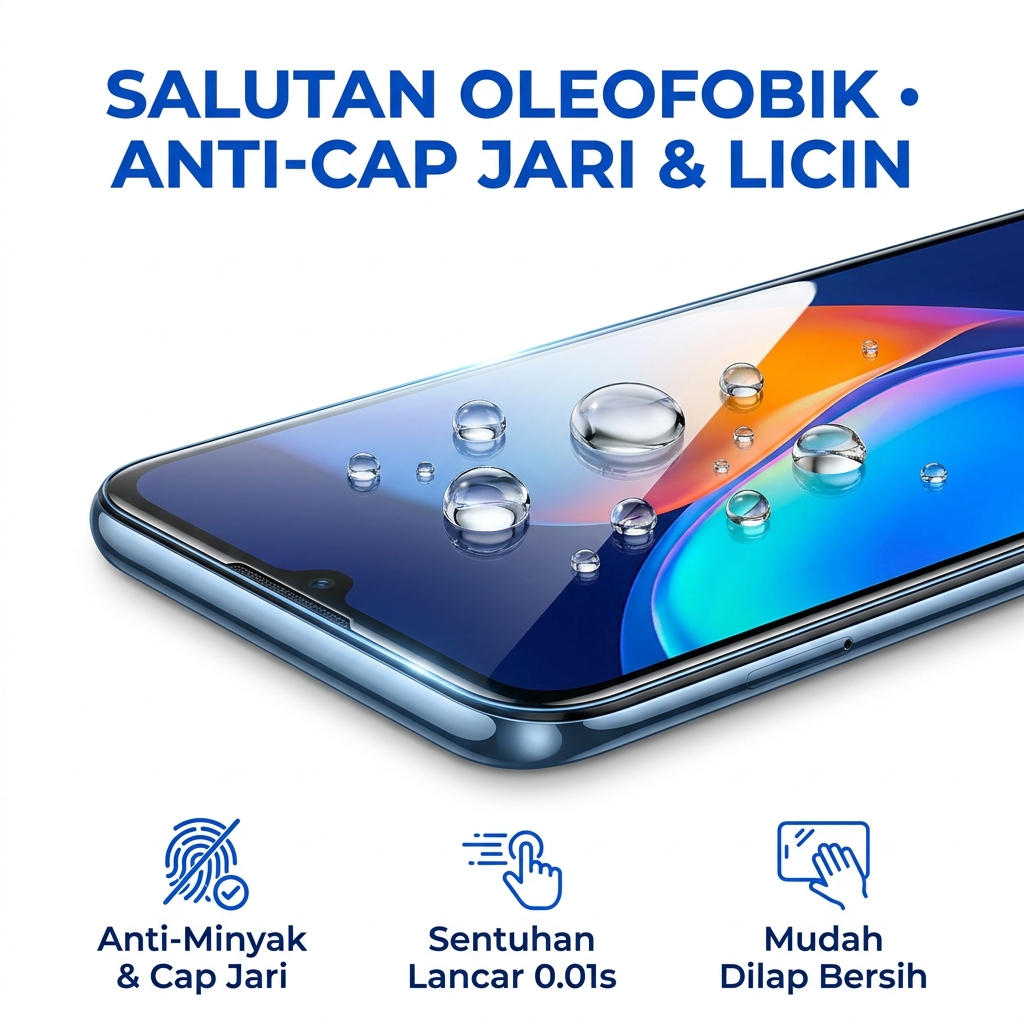 SALUTAN OLEOFOBIK •
ANTI-CAP JARI & LICIN
Anti-Minyak
& Cap Jari
Sentuhan
Lancar 0.01s
Mudah
Dilap Bersih